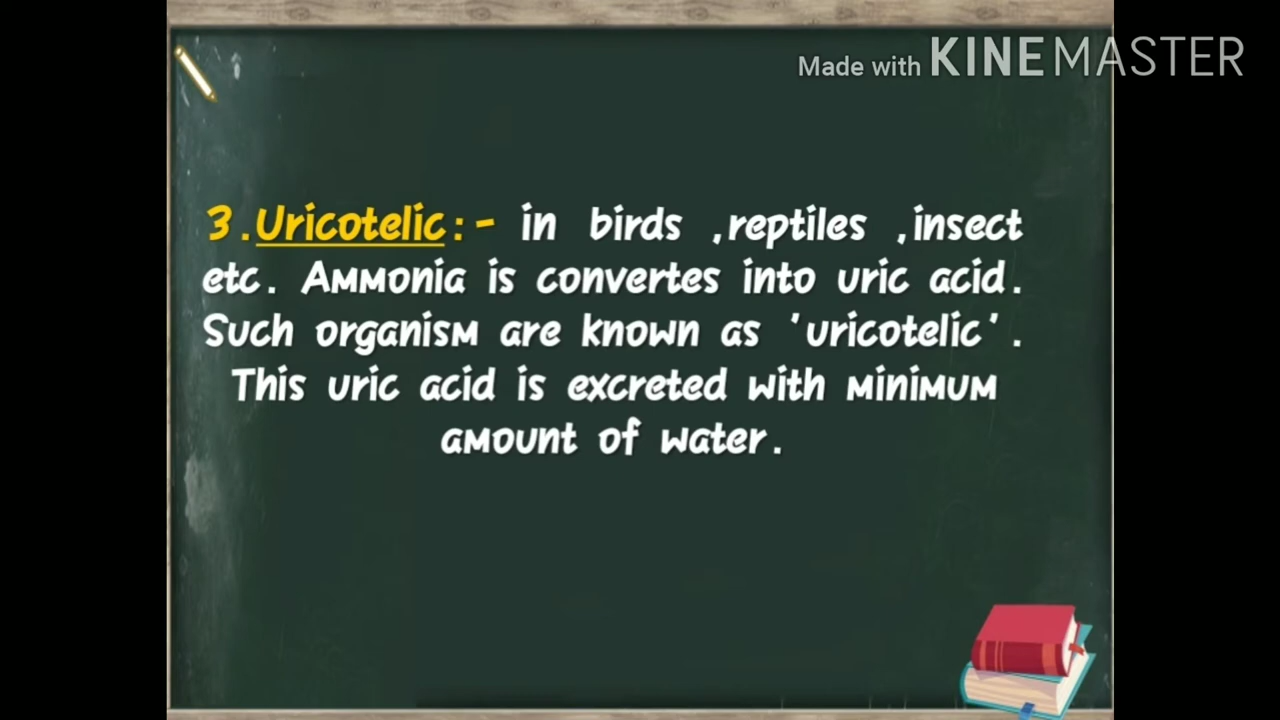 Made with KINEMASTER
3.Uricotelic:- in birds ,reptiles ,insect
etc. Ammonia is convertes into uric acid.
Such organism are known as 'uricotelic'.
This uric acid is excreted with minimum
amount of water.